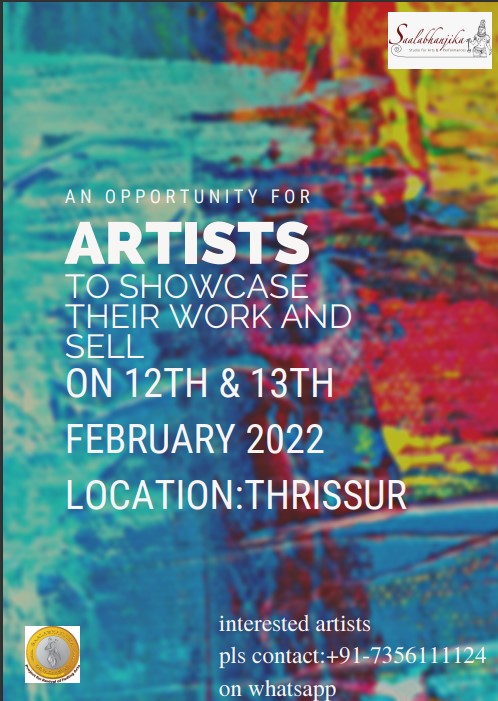 Saalabhanjika
AN OPPORTUNITY FOR
ARTISTS
TO SHOWCASE
THEIR WORK AND
SELL
ON 12TH & 13TH
FEBRUARY 2022
LOCATION:THRISSUR
interested artists
pls contact:+91-7356111124
on whatsapp